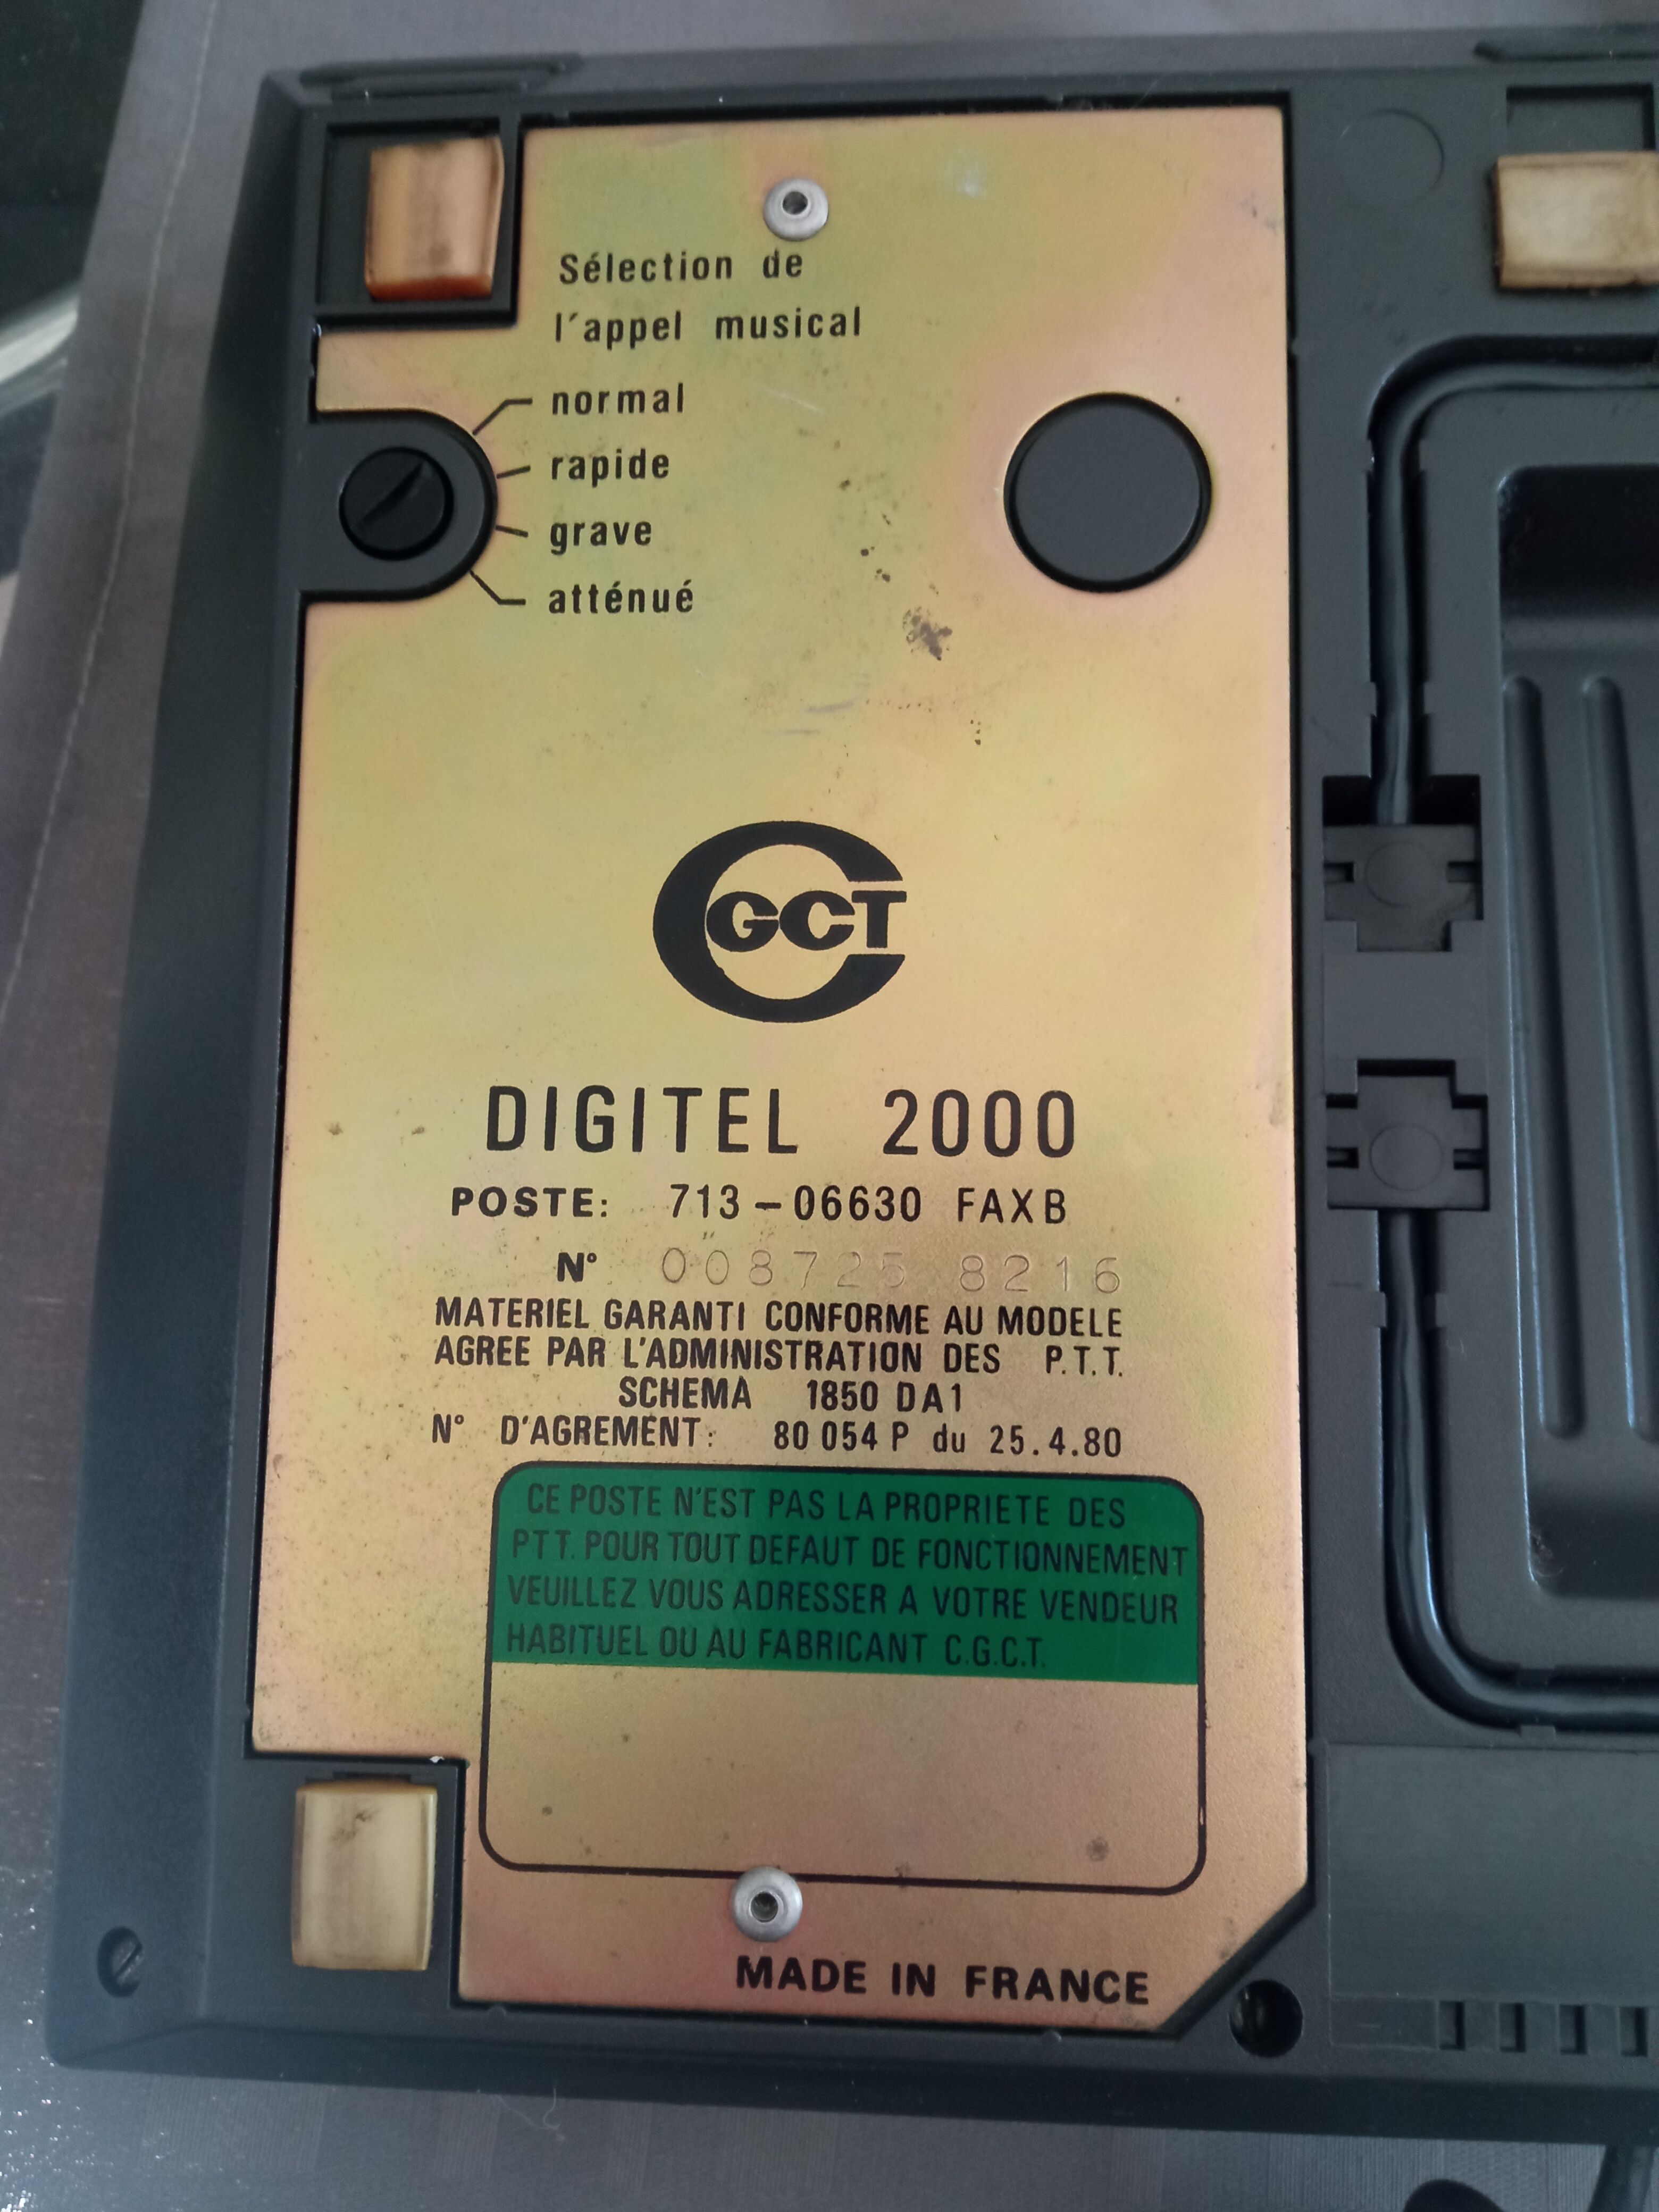 Sélection de
l'appel musical
normal
rapide
grave
atténué
GCT
DIGITEL 2000
POSTE: 713-06630 FAXB
N° 008725 8216
MATERIEL GARANTI CONFORME AU MODELE
AGREE PAR L'ADMINISTRATION DES P.T.T.
SCHEMA 1850 DA1
N° D'AGREMENT: 80 054 P du 25.4.80
CE POSTE N'EST PAS LA PROPRIETE DES
PTT. POUR TOUT DEFAUT DE FONCTIONNEMENT
VEUILLEZ VOUS ADRESSER A VOTRE VENDEUR
HABITUEL OU AU FABRICANT C.G.C.T.
MADE IN FRANCE